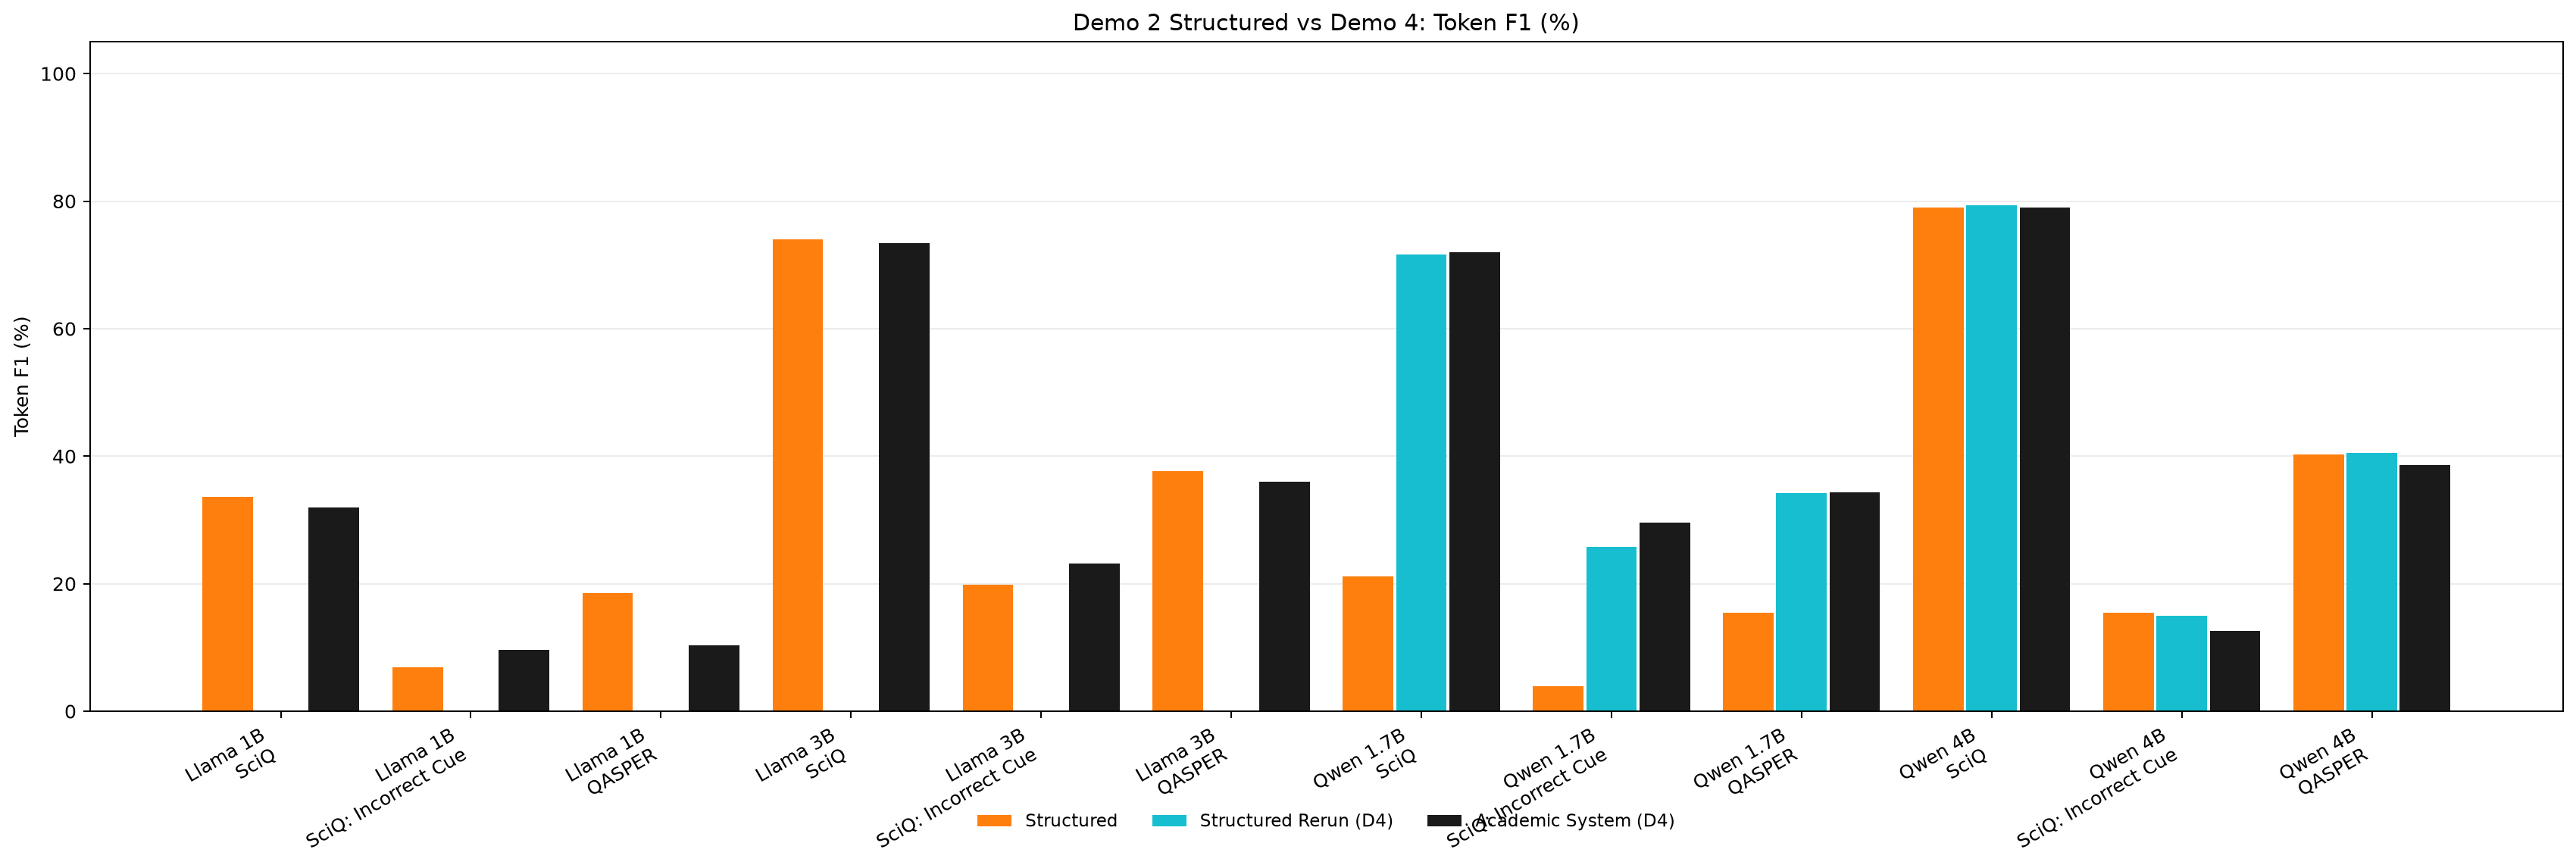 Demo 2 Structured vs Demo 4: Token F1 (%)
Token F1 (%)
100
80
60
40
20
0
Llama 1B
SciQ
Llama 1B
SciQ: Incorrect Cue
Llama 1B
QASPER
Llama 3B
SciQ
Llama 3B
SciQ: Incorrect Cue
Llama 3B
QASPER
Qwen 1.7B
SciQ
Qwen 1.7B
SciQ: Incorrect Cue
Qwen 1.7B
QASPER
Qwen 4B
SciQ
Qwen 4B
SciQ: Incorrect Cue
Qwen 4B
QASPER
Structured
Structured Rerun (D4)
Academic System (D4)